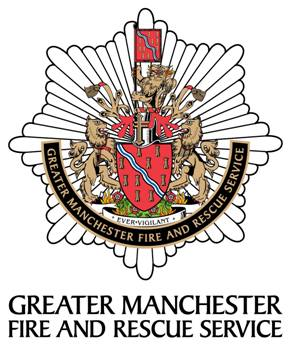 GREATER MANCHESTER FIRE AND RESCUE SERVICE
· EVER · VIGILANT ·
GREATER MANCHESTER
FIRE AND RESCUE SERVICE